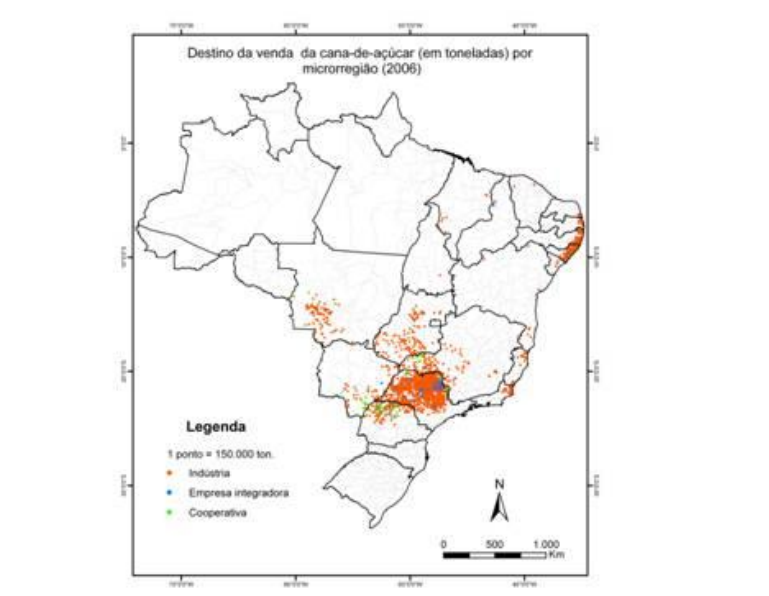 Destino da venda da cana-de-açúcar (em toneladas) por
microrregião (2006)
Legenda
1 ponto = 150.000 ton.
Indústria
Empresa integradora
Cooperativa
N
0 500 1.000
Km